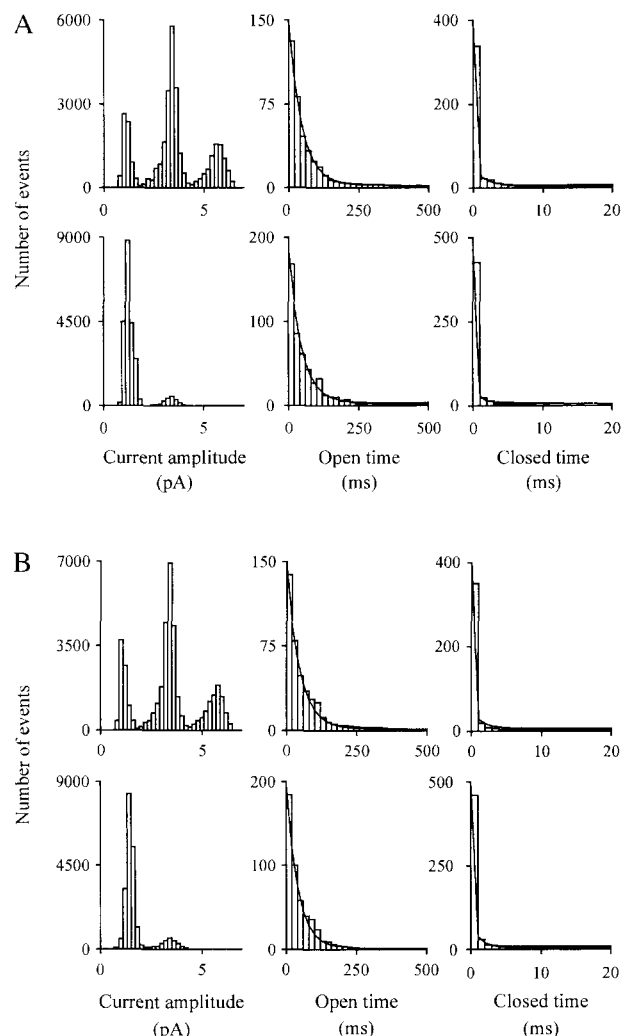 A
6000 150 400
3000 75 200
0 0 0
0 5 0 250 500 0 10 20
9000 200 500
4500 100 250
0 0 0
0 5 0 250 500 0 10 20
Number of events
Current amplitude Open time Closed time
(pA) (ms) (ms)
B
7000 150 400
3500 75 200
0 0 0
0 5 0 250 500 0 10 20
9000 200 500
4500 100 250
0 0 0
0 5 0 250 500 0 10 20
Number of events
Current amplitude Open time Closed time
(pA) (ms) (ms)